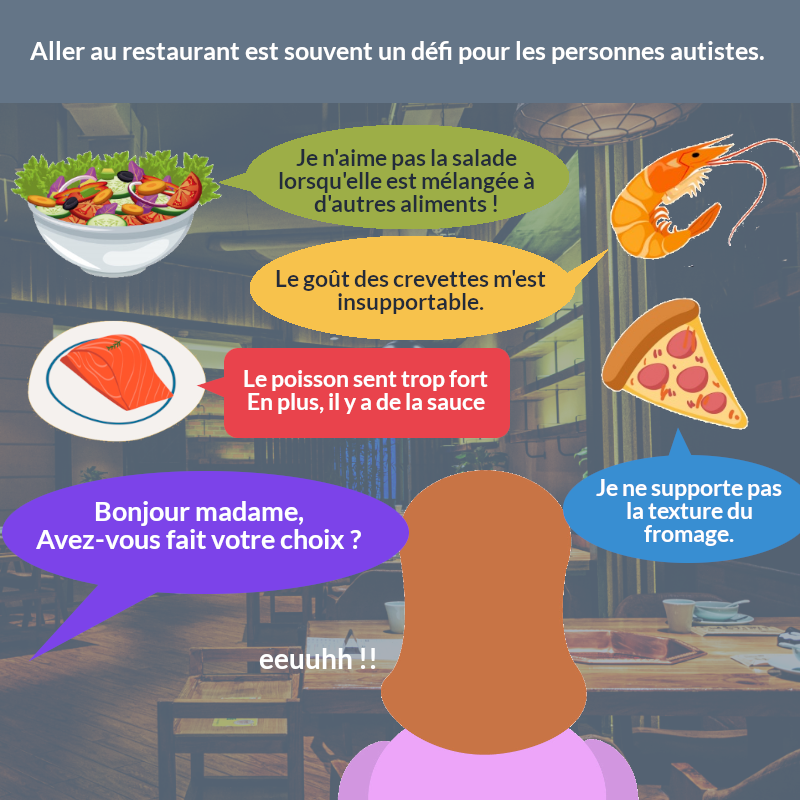 Aller au restaurant est souvent un défi pour les personnes autistes.
Je n'aime pas la salade
lorsqu'elle est mélangée à
d'autres aliments !
Le goût des crevettes m'est
insupportable.
Le poisson sent trop fort
En plus, il y a de la sauce
Je ne supporte pas
la texture du
fromage.
Bonjour madame,
Avez-vous fait votre choix ?
eeuuhh !!